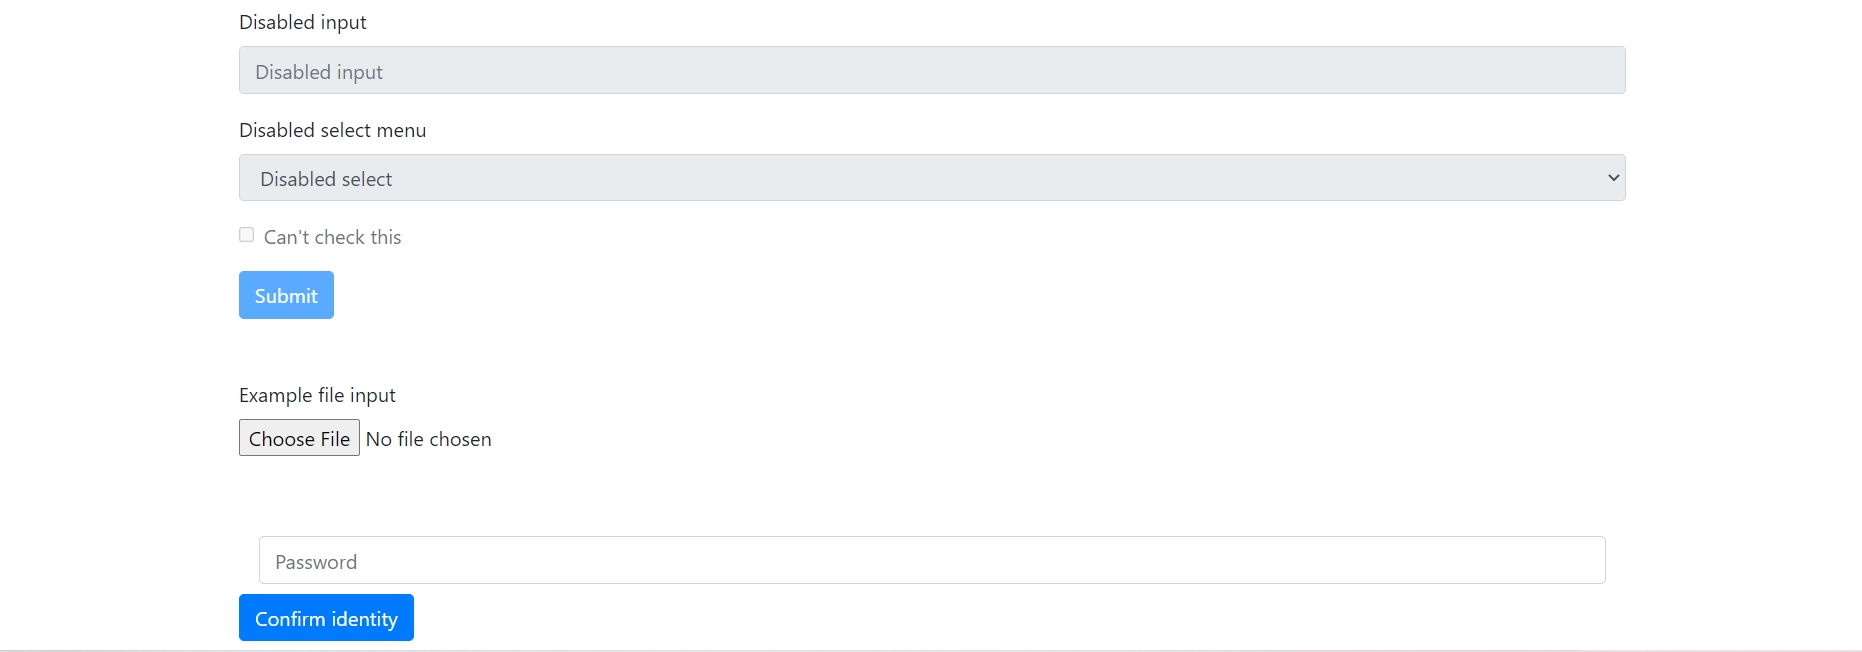 Disabled input
Disabled input
Disabled select menu
Disabled select
Can't check this
Submit
Example file input
Choose File No file chosen
Password
Confirm identity